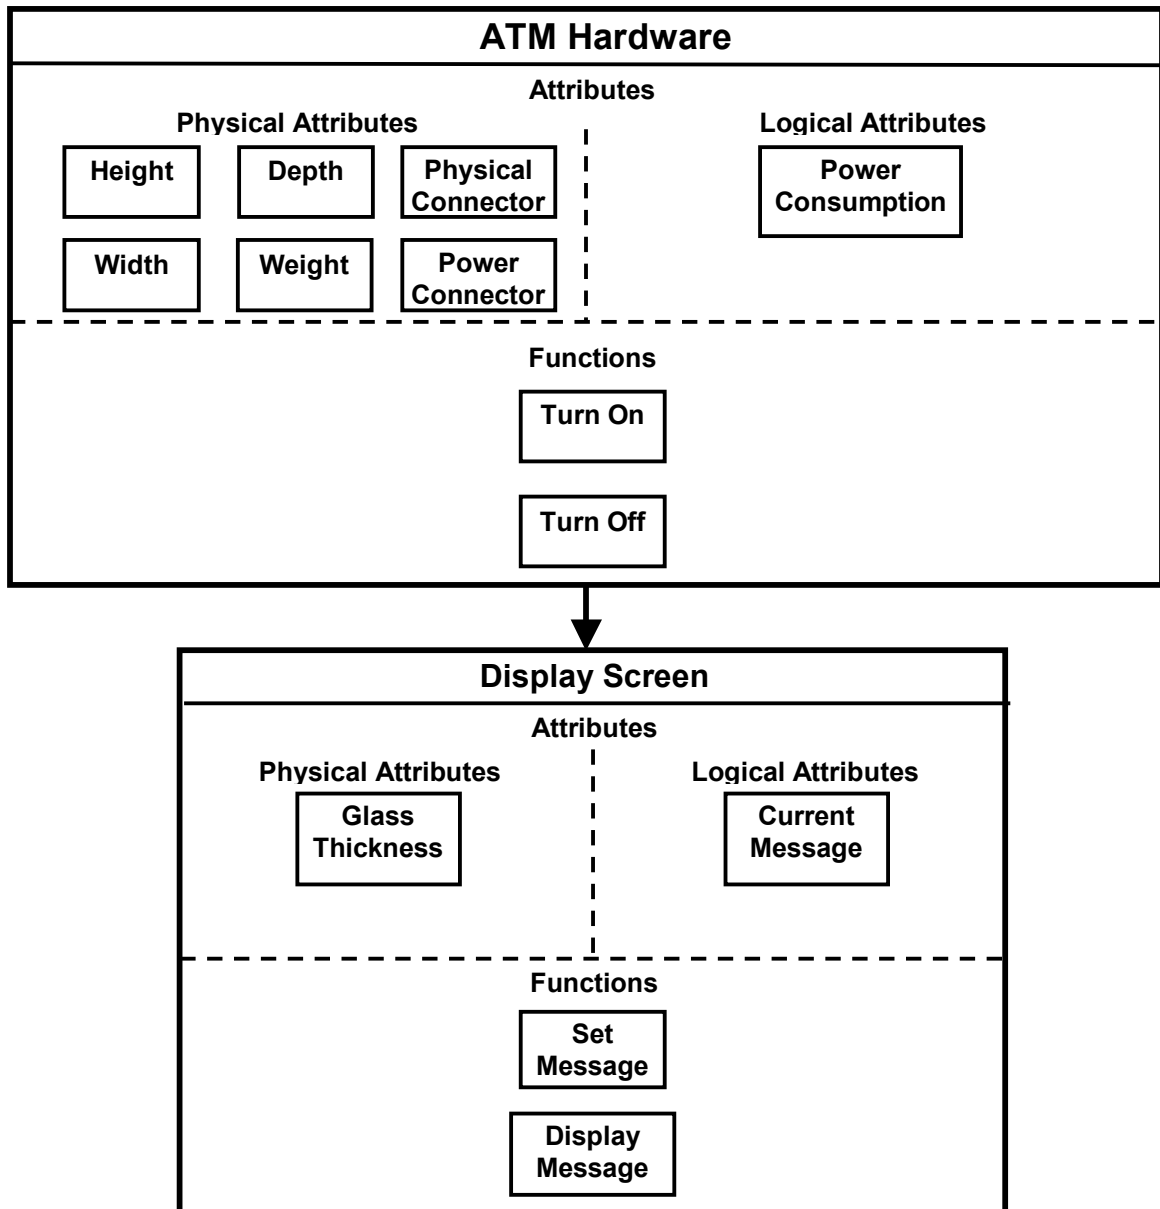 ATM Hardware
Attributes
Physical Attributes
Logical Attributes
Height
Depth
Physical
Connector
Power
Consumption
Width
Weight
Power
Connector
Functions
Turn On
Turn Off
Display Screen
Attributes
Physical Attributes
Logical Attributes
Glass
Thickness
Current
Message
Functions
Set
Message
Display
Message